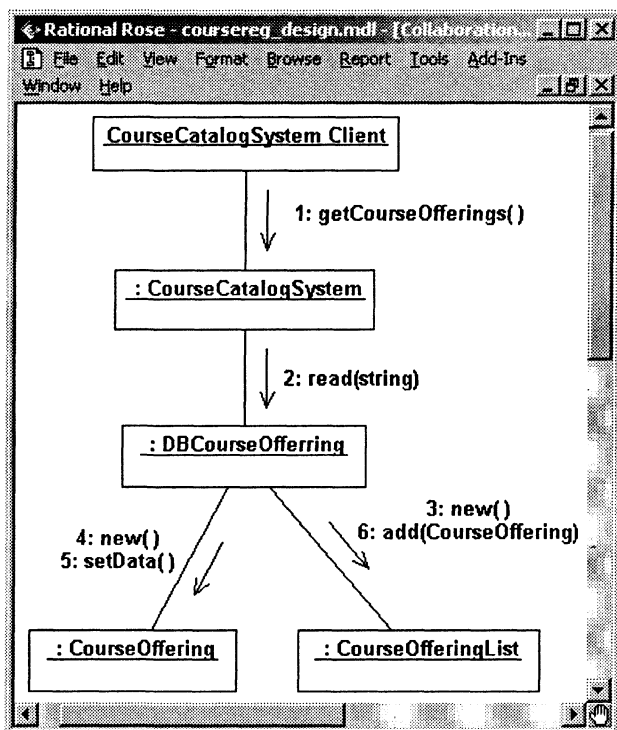 Rational Rose - coursereg_design.mdl - [Collaboration...
File Edit View Format Browse Report Tools Add-Ins
Window Help
CourseCatalogSystem Client
1: getCourseOfferings( )
: CourseCatalogSystem
2: read(string)
: DBCourseOfferring
3: new( )
6: add(CourseOffering)
4: new( )
5: setData( )
: CourseOffering
: CourseOfferingList